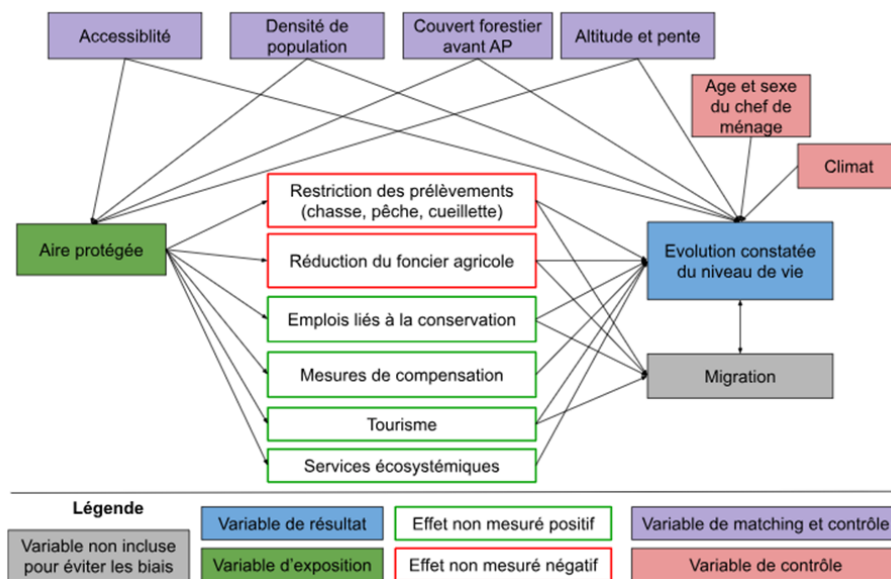 Accessiblité
Densité de
population
Couvert forestier
avant AP
Altitude et pente
Age et sexe
du chef de
ménage
Climat
Restriction des prélèvements
(chasse, pêche, cueillette)
Aire protégée
Réduction du foncier agricole
Evolution constatée
du niveau de vie
Emplois liés à la conservation
Mesures de compensation
Migration
Tourisme
Services écosystémiques
Légende
Variable de résultat
Effet non mesuré positif
Variable de matching et contrôle
Variable non incluse
pour éviter les biais
Variable d'exposition
Effet non mesuré négatif
Variable de contrôle